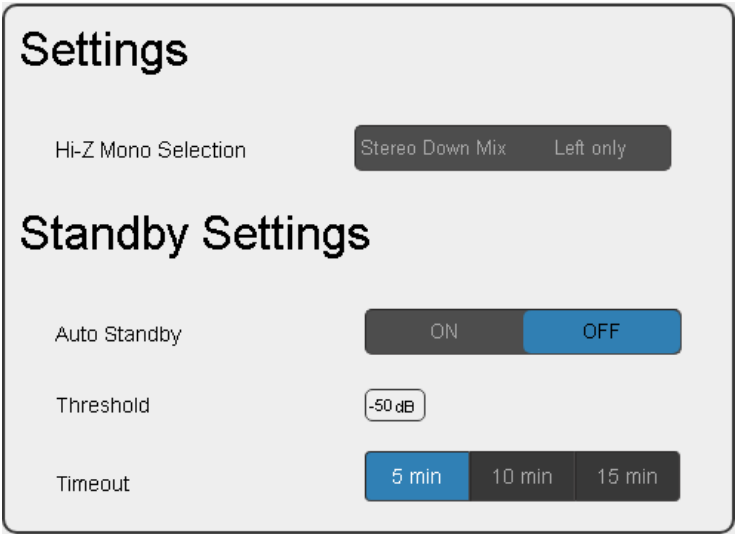 Settings
Hi-Z Mono Selection Stereo Down Mix Left only
Standby Settings
Auto Standby ON OFF
Threshold -50 dB
Timeout 5 min 10 min 15 min